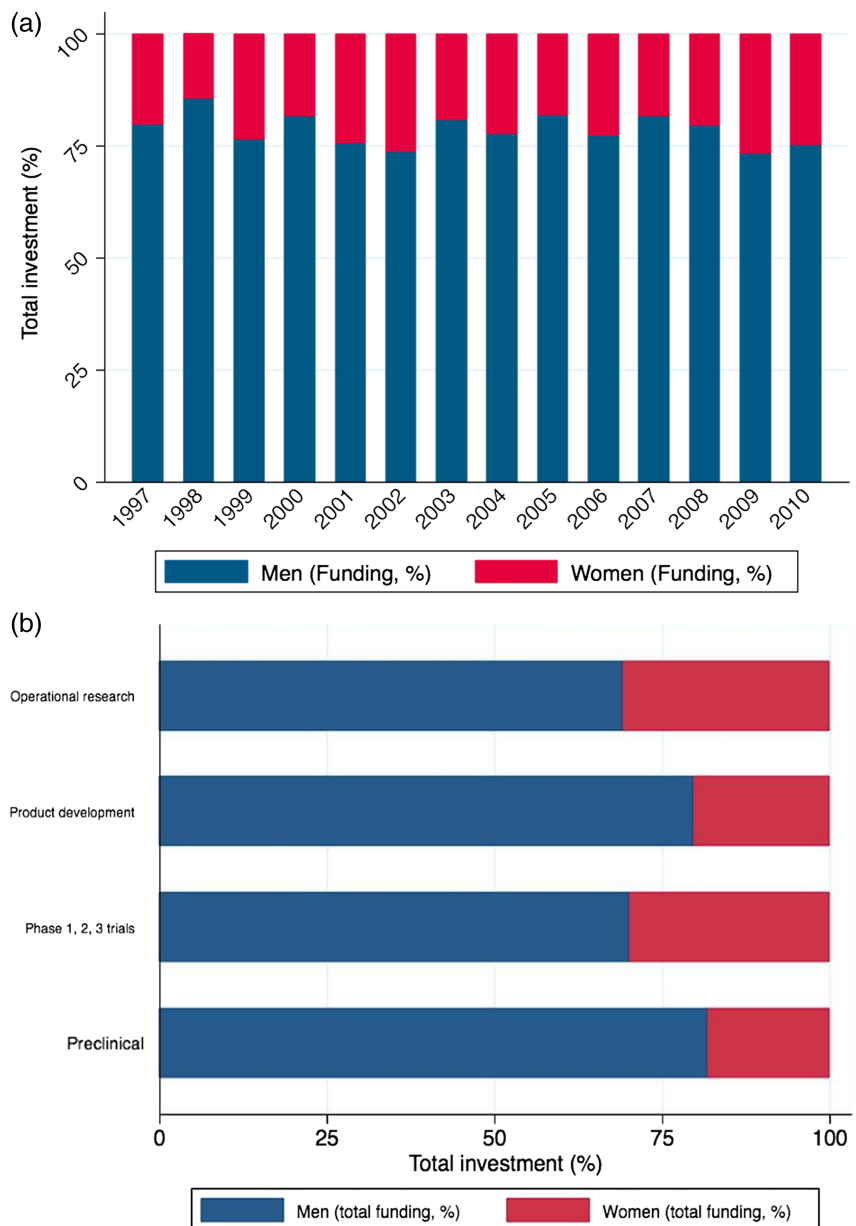 (a)
Total investment (%)
100
75
50
25
0
1997 1998 1999 2000 2001 2002 2003 2004 2005 2006 2007 2008 2009 2010
Men (Funding, %) Women (Funding, %)
(b)
Operational research
Product development
Phase 1, 2, 3 trials
Preclinical
0 25 50 75 100
Total investment (%)
Men (total funding, %) Women (total funding, %)